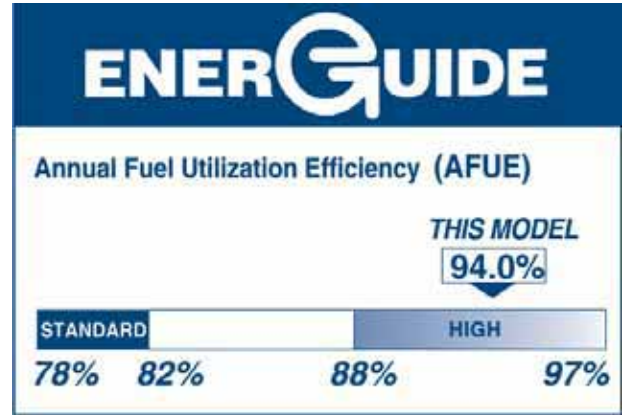 ENERGUIDE
Annual Fuel Utilization Efficiency (AFUE)
THIS MODEL
94.0%
STANDARD HIGH
78% 82% 88% 97%